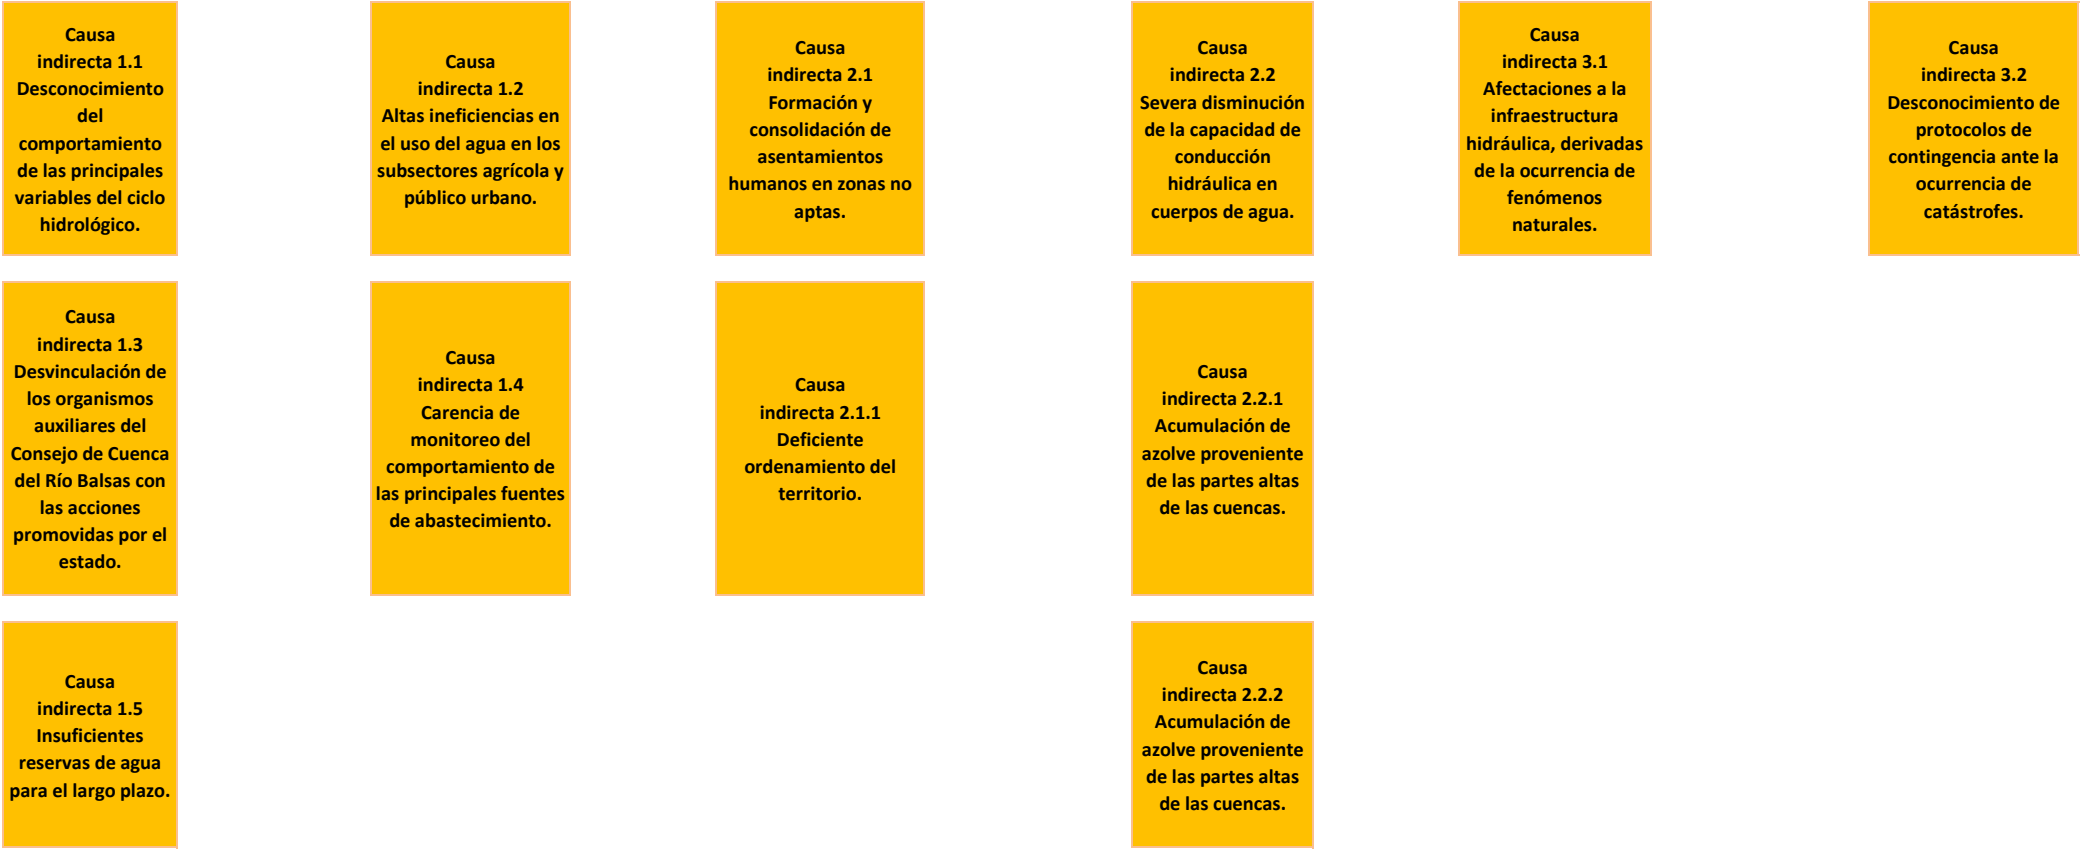 Causa
indirecta 1.1
Desconocimiento
del
comportamiento
de las principales
variables del ciclo
hidrológico.
Causa
indirecta 1.2
Altas ineficiencias en
el uso del agua en los
subsectores agrícola y
público urbano.
Causa
indirecta 2.1
Formación y
consolidación de
asentamientos
humanos en zonas no
aptas.
Causa
indirecta 2.2
Severa disminución
de la capacidad de
conducción
hidráulica en
cuerpos de agua.
Causa
indirecta 3.1
Afectaciones a la
infraestructura
hidráulica, derivadas
de la ocurrencia de
fenómenos
naturales.
Causa
indirecta 3.2
Desconocimiento de
protocolos de
contingencia ante la
ocurrencia de
catástrofes.
Causa
indirecta 1.3
Desvinculación de
los organismos
auxiliares del
Consejo de Cuenca
del Río Balsas con
las acciones
promovidas por el
estado.
Causa
indirecta 1.4
Carencia de
monitoreo del
comportamiento de
las principales fuentes
de abastecimiento.
Causa
indirecta 2.1.1
Deficiente
ordenamiento del
territorio.
Causa
indirecta 2.2.1
Acumulación de
azolve proveniente
de las partes altas
de las cuencas.
Causa
indirecta 1.5
Insuficientes
reservas de agua
para el largo plazo.
Causa
indirecta 2.2.2
Acumulación de
azolve proveniente
de las partes altas
de las cuencas.